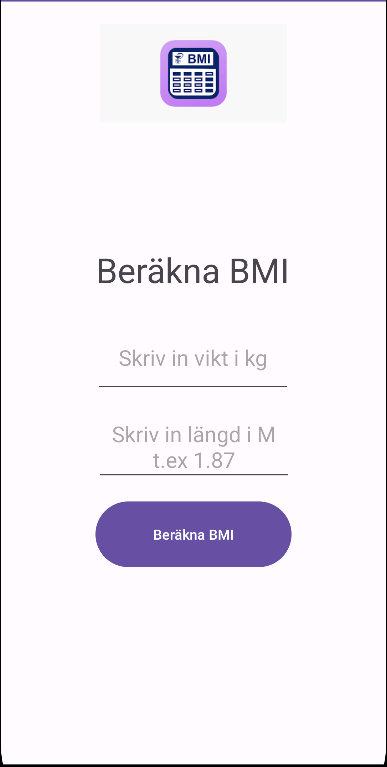 BMI
Beräkna BMI
Skriv in vikt i kg
Skriv in längd i M
t.ex 1.87
Beräkna BMI